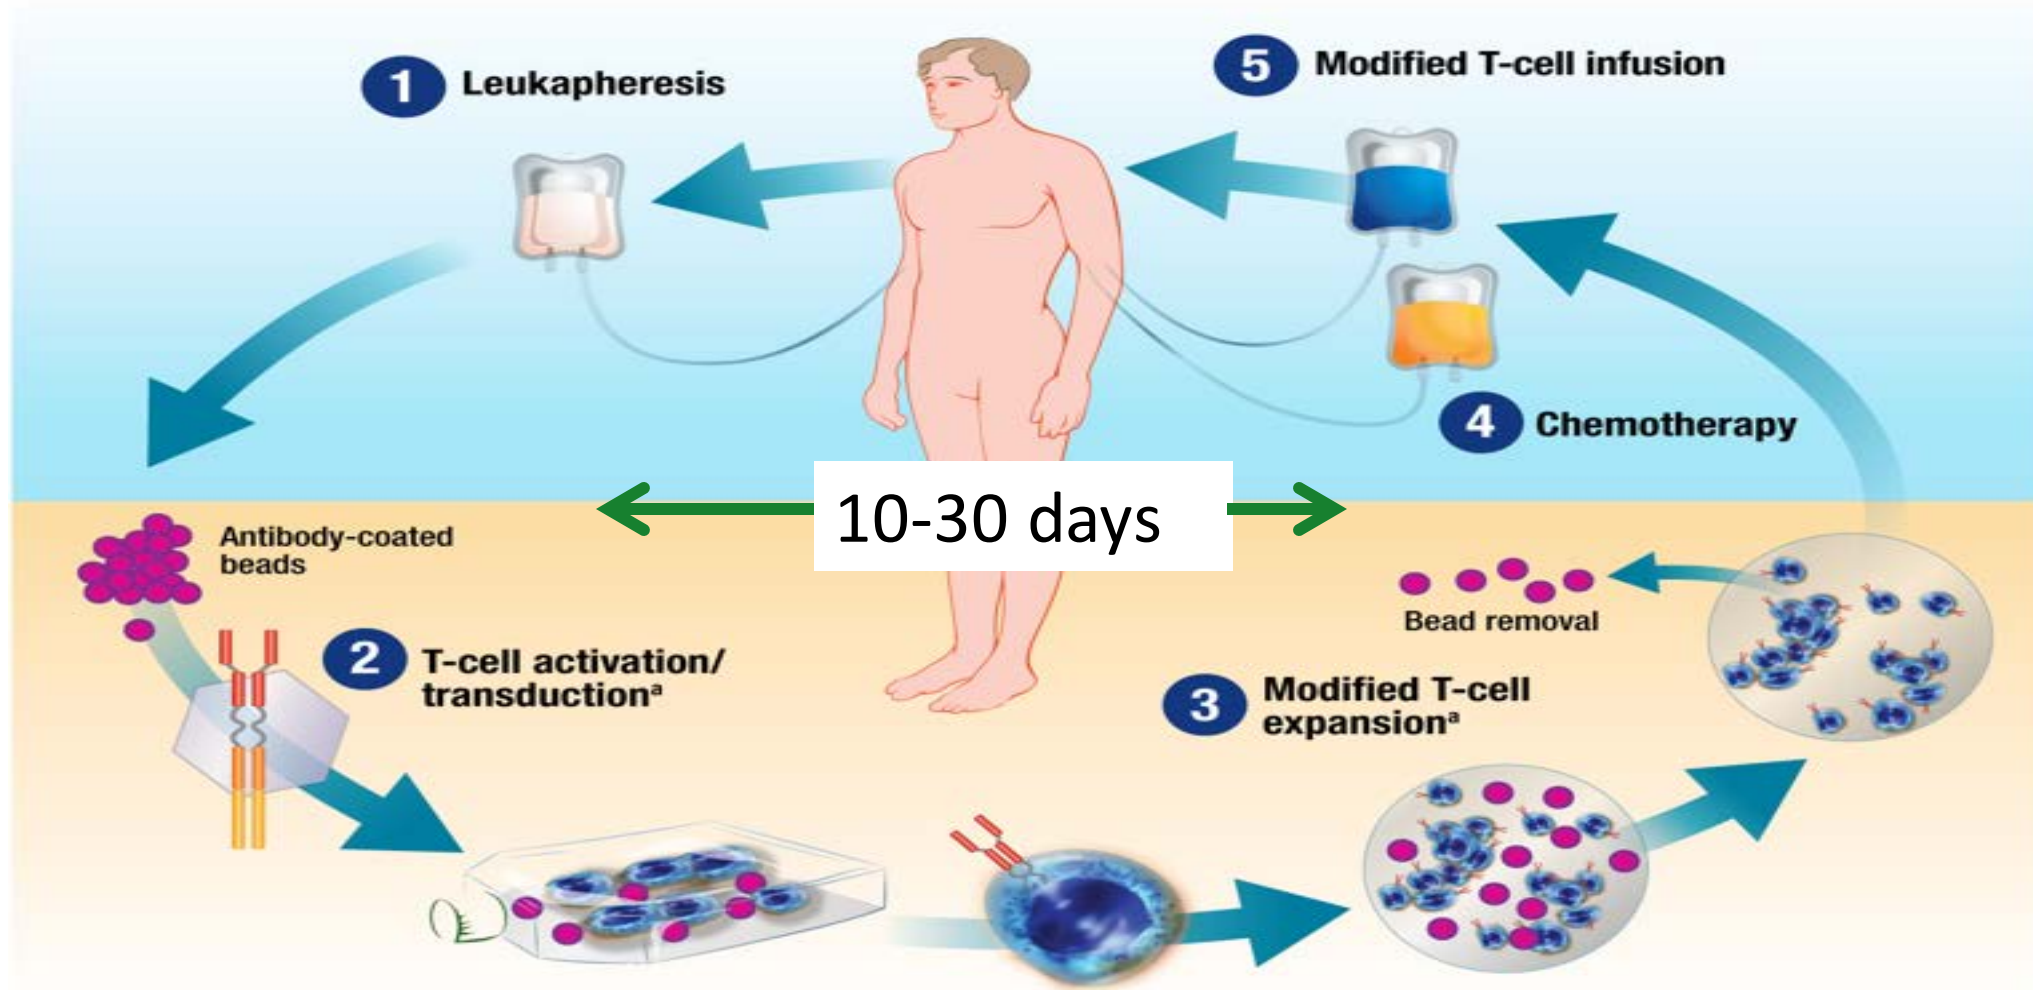 1 Leukapheresis
5 Modified T-cell infusion
4 Chemotherapy
10-30 days
Antibody-coated
beads
2 T-cell activation/
transductionᵃ
Bead removal
3 Modified T-cell
expansionᵃ